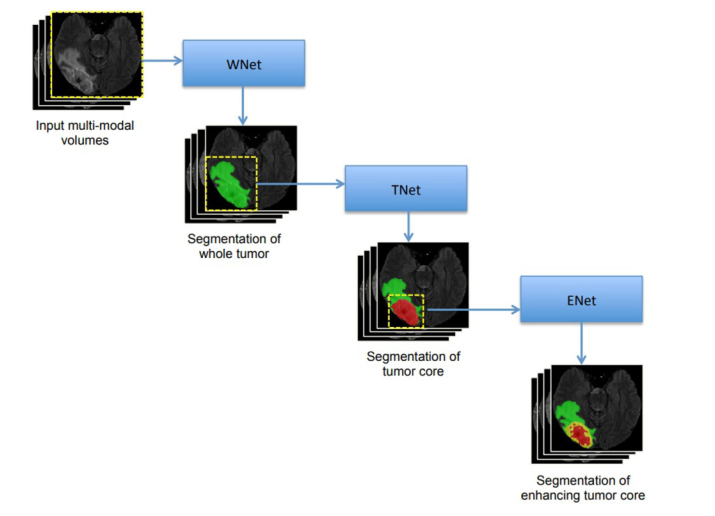 WNet
Input multi-modal
volumes
TNet
Segmentation of
whole tumor
ENet
Segmentation of
tumor core
Segmentation of
enhancing tumor core